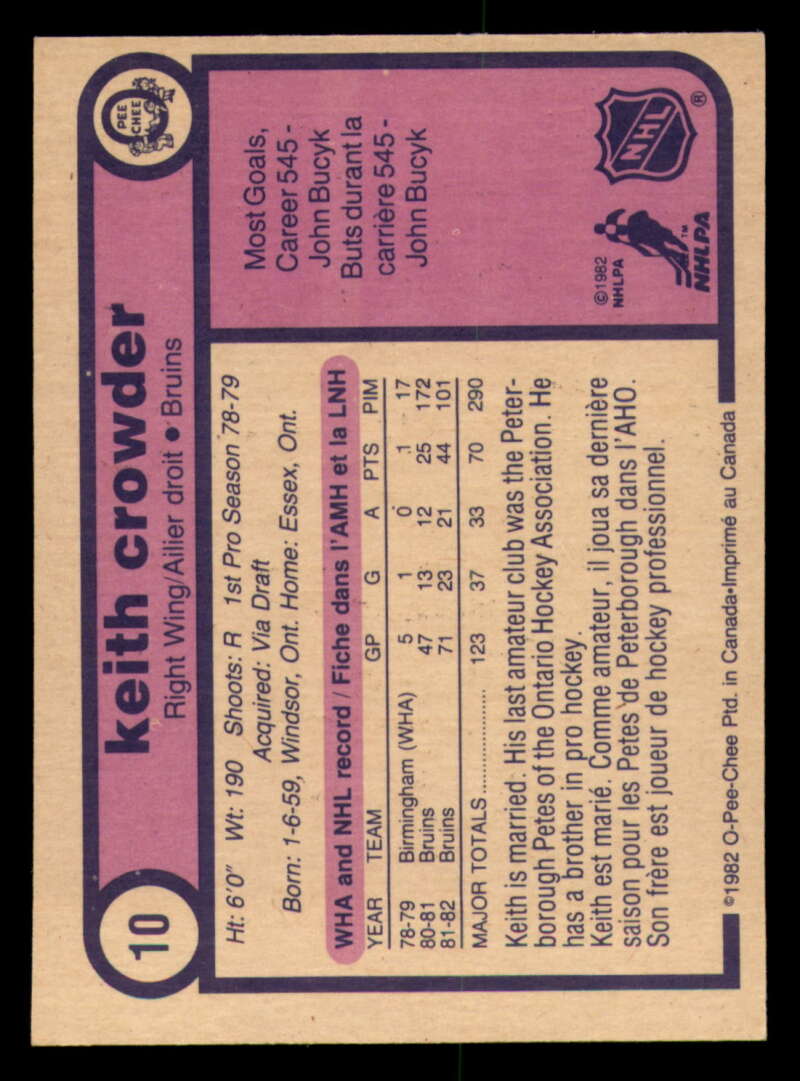 10
keith crowder
Right Wing/Ailier droit • Bruins
PEE
CHEE
Ht: 6'0" Wt: 190 Shoots: R 1st Pro Season 78-79
Acquired: Via Draft
Born: 1-6-59, Windsor, Ont. Home: Essex, Ont.
WHA and NHL record / Fiche dans l'AMH et la LNH
YEAR TEAM GP G A PTS PIM
78-79 Birmingham (WHA) 5 1 0 1 17
80-81 Bruins 47 13 12 25 172
81-82 Bruins 71 23 21 44 101
MAJOR TOTALS 123 37 33 70 290
Keith is married. His last amateur club was the Peter-
borough Petes of the Ontario Hockey Association. He
has a brother in pro hockey.
Keith est marié. Comme amateur, il joua sa dernière
saison pour les Petes de Peterborough dans l'AHO.
Son frère est joueur de hockey professionnel.
Most Goals,
Career 545 -
John Bucyk
Buts durant la
carrière 545 -
John Bucyk
©1982
NHLPA
NHLPA™
NHL ®
©1982 O-Pee-Chee Ptd. in Canada•Imprimé au Canada